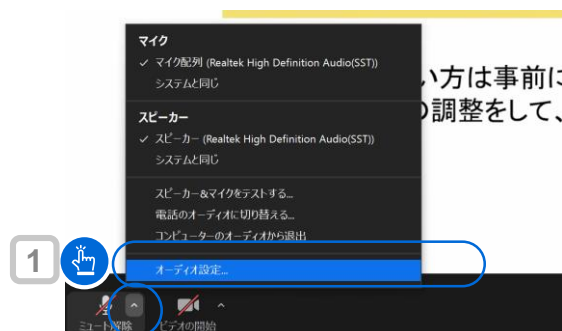 マイク
✓ マイク配列 (Realtek High Definition Audio(SST))
システムと同じ
い方は事前に
の調整をして、
スピーカー
✓ スピーカー (Realtek High Definition Audio(SST))
システムと同じ
スピーカー&マイクをテストする...
電話のオーディオに切り替える...
コンピューターのオーディオから退出
1
オーディオ設定...
ミュート解除
ビデオの開始